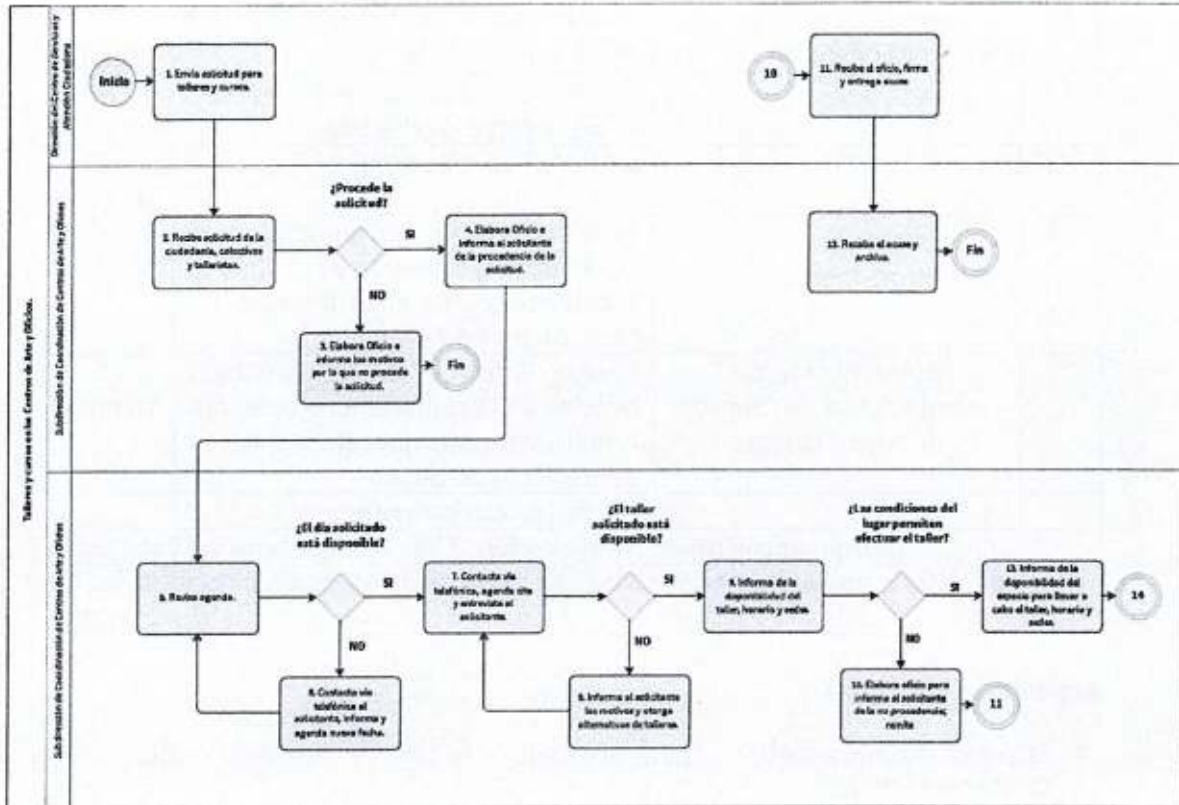 Talleres y cursos en los Centros de Arte y Oficios.
Dirección del Centro de Servicios y
Atención Ciudadana
Inicio
1. Envía solicitud para
talleres y cursos.
10
11. Recibe el oficio, firma
y entrega acuse
Subdirección de Coordinación de Centros de Arte y Oficios
2. Recibe solicitud de la
ciudadanía, colectivos
y talleristas.
¿Procede la
solicitud?
SI
NO
4. Elabora Oficio e
informa al solicitante
de la procedencia de la
solicitud.
3. Elabora Oficio e
informa los motivos
por lo que no procede
la solicitud.
Fin
12. Recibe el acuse y
archiva.
Fin
Subdirección de Coordinación de Centros de Arte y Oficios
5. Revisa agenda.
¿El día solicitado
está disponible?
SI
NO
6. Contacta vía
telefónica al
solicitante, informa y
agenda nueva fecha.
7. Contacta vía
telefónica, agenda cita
y entrevista al
solicitante.
¿El taller
solicitado está
disponible?
SI
NO
8. Informa al solicitante
los motivos y otorga
alternativas de talleres.
9. Informa de la
disponibilidad del
taller, horario y sedes.
¿Las condiciones del
lugar permiten
efectuar el taller?
SI
NO
10. Elabora oficio para
informa al solicitante
de la no procedencia;
remite
11
13. Informa de la
disponibilidad del
espacio para llevar a
cabo el taller, horario y
sedes.
14